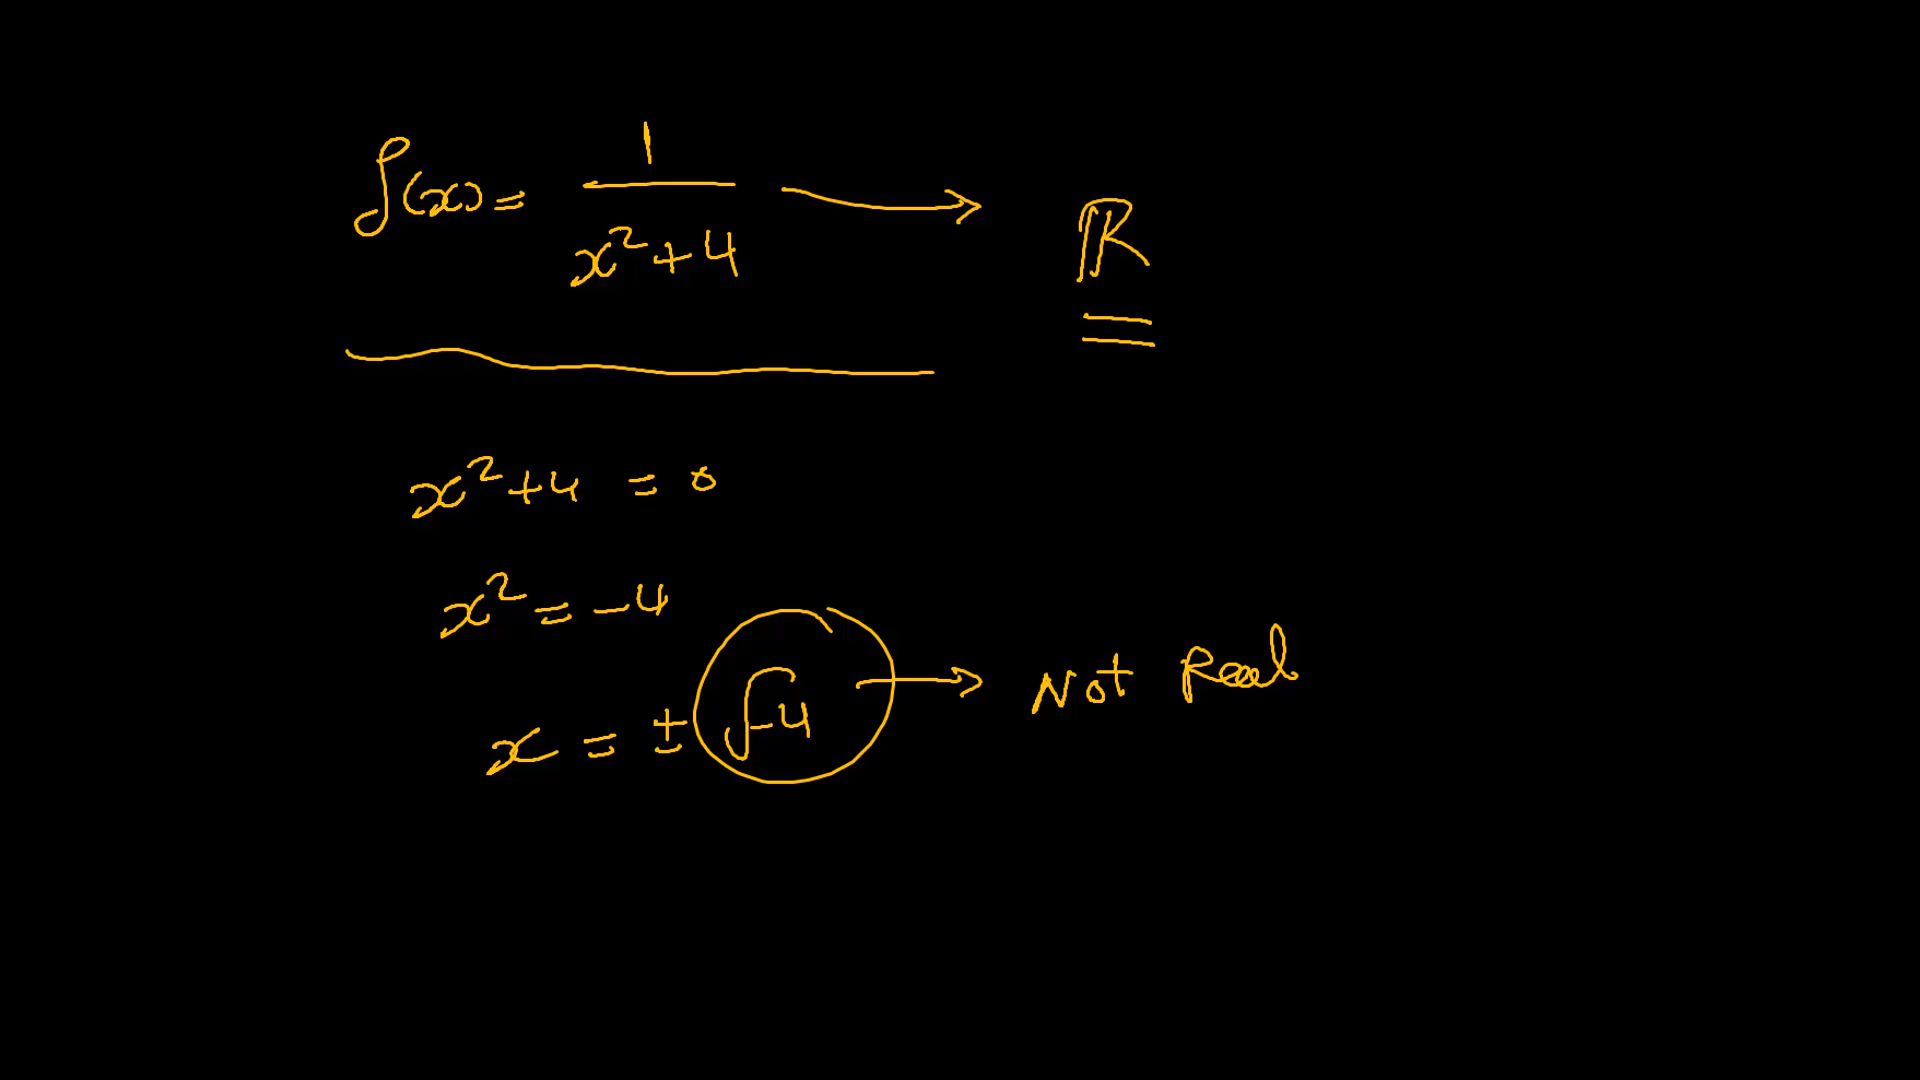 f(x) = 1/(x²+4) → ℝ
x²+4 = 0
x² = -4
x = ± √-4 → Not Real